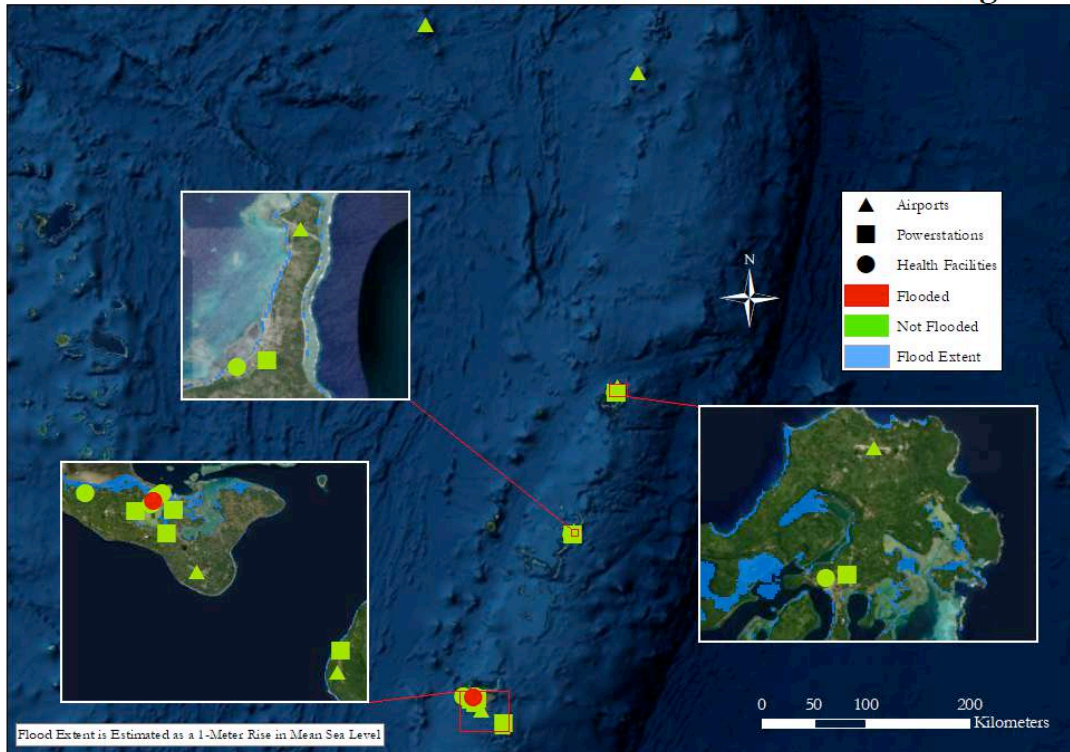 Airports
Powerstations
Health Facilities
Flooded
Not Flooded
Flood Extent
N
0 50 100 200
Kilometers
Flood Extent is Estimated as a 1-Meter Rise in Mean Sea Level